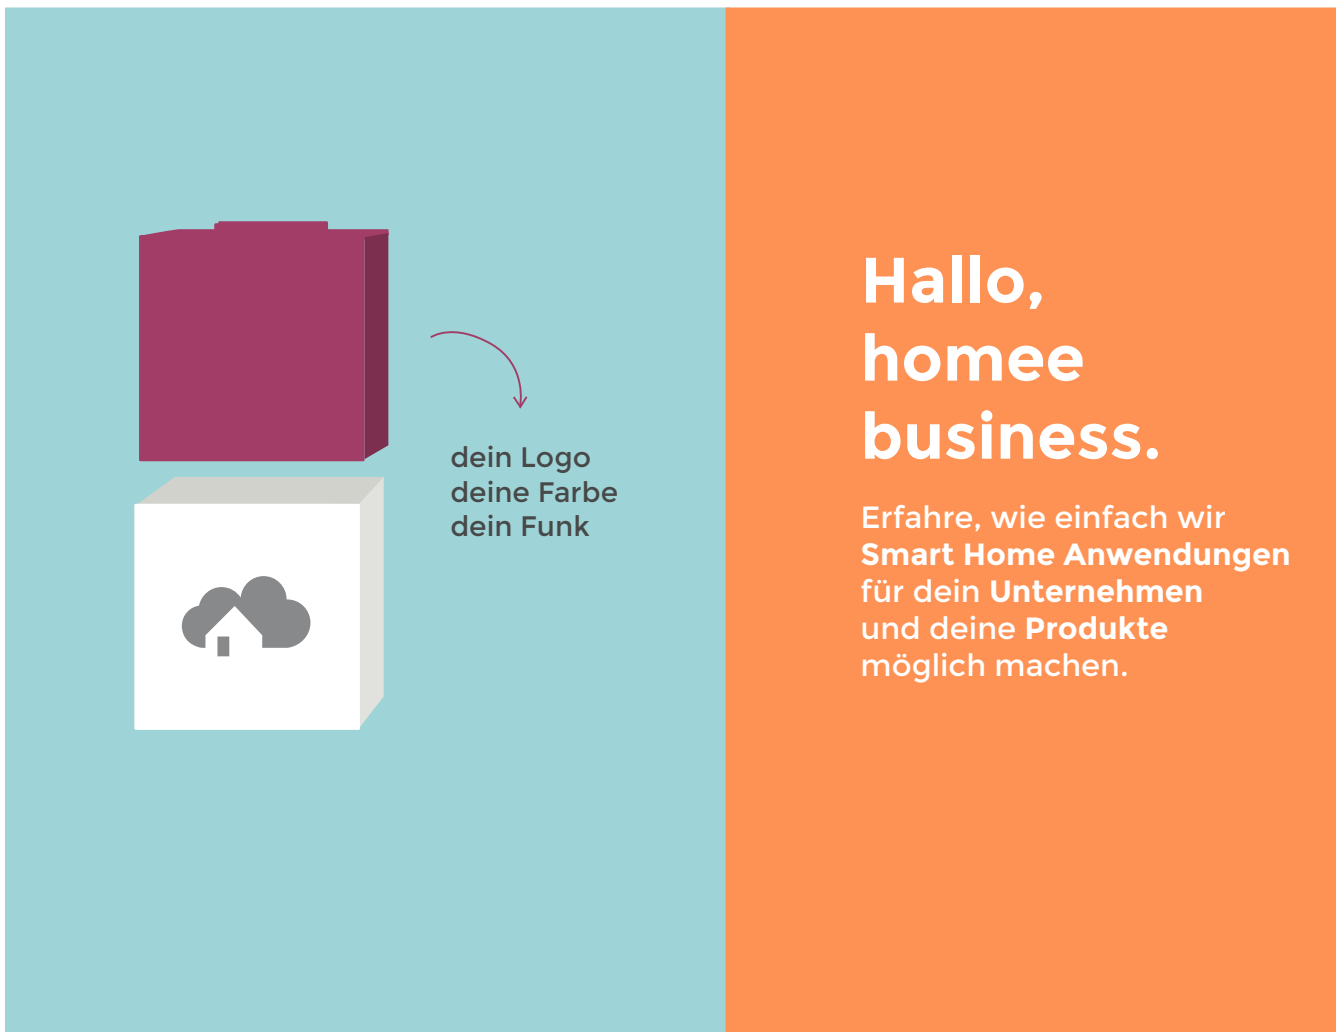 dein Logo
deine Farbe
dein Funk
Hallo,
homee
business.
Erfahre, wie einfach wir
Smart Home Anwendungen
für dein Unternehmen
und deine Produkte
möglich machen.